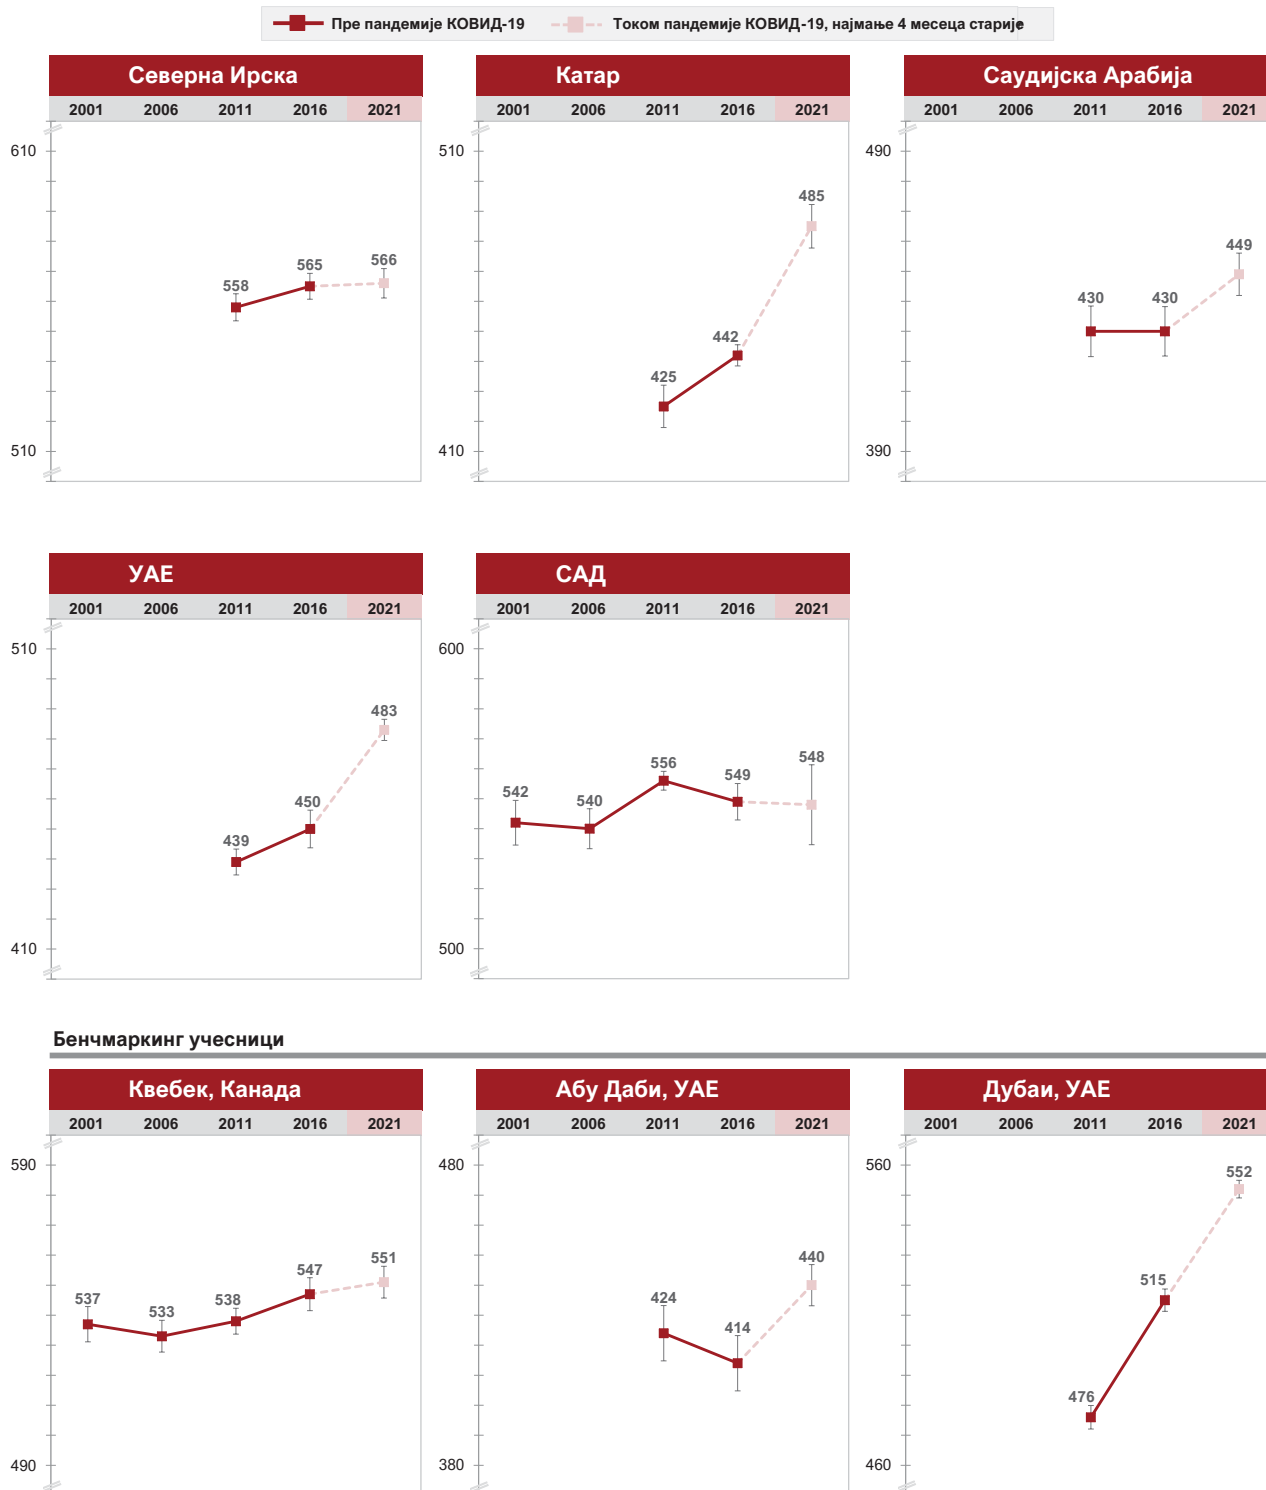 Пре пандемије КОВИД-19 Током пандемије КОВИД-19, најмање 4 месеца старије
Северна Ирска
2001 2006 2011 2016 2021
610
558 565 566
510
Катар
2001 2006 2011 2016 2021
510
485
442
425
410
Саудијска Арабија
2001 2006 2011 2016 2021
490
449
430 430
390
УАЕ
2001 2006 2011 2016 2021
510
483
450
439
410
САД
2001 2006 2011 2016 2021
600
542 540 556 549 548
500
Бенчмаркинг учесници
Квебек, Канада
2001 2006 2011 2016 2021
590
537 533 538 547 551
490
Абу Даби, УАЕ
2001 2006 2011 2016 2021
480
440
424 414
380
Дубаи, УАЕ
2001 2006 2011 2016 2021
560
552
515
476
460